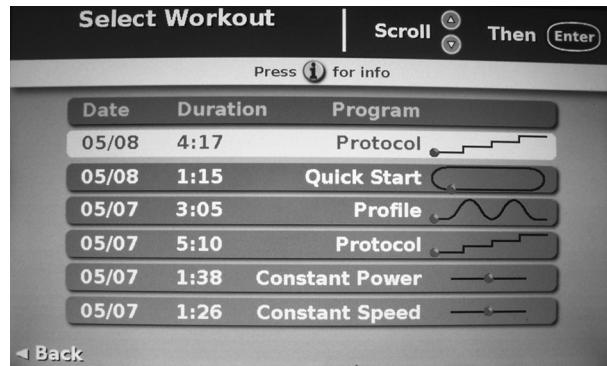 Select Workout
Scroll Then Enter
Press i for info
Date Duration Program
05/08 4:17 Protocol
05/08 1:15 Quick Start
05/07 3:05 Profile
05/07 5:10 Protocol
05/07 1:38 Constant Power
05/07 1:26 Constant Speed
Back